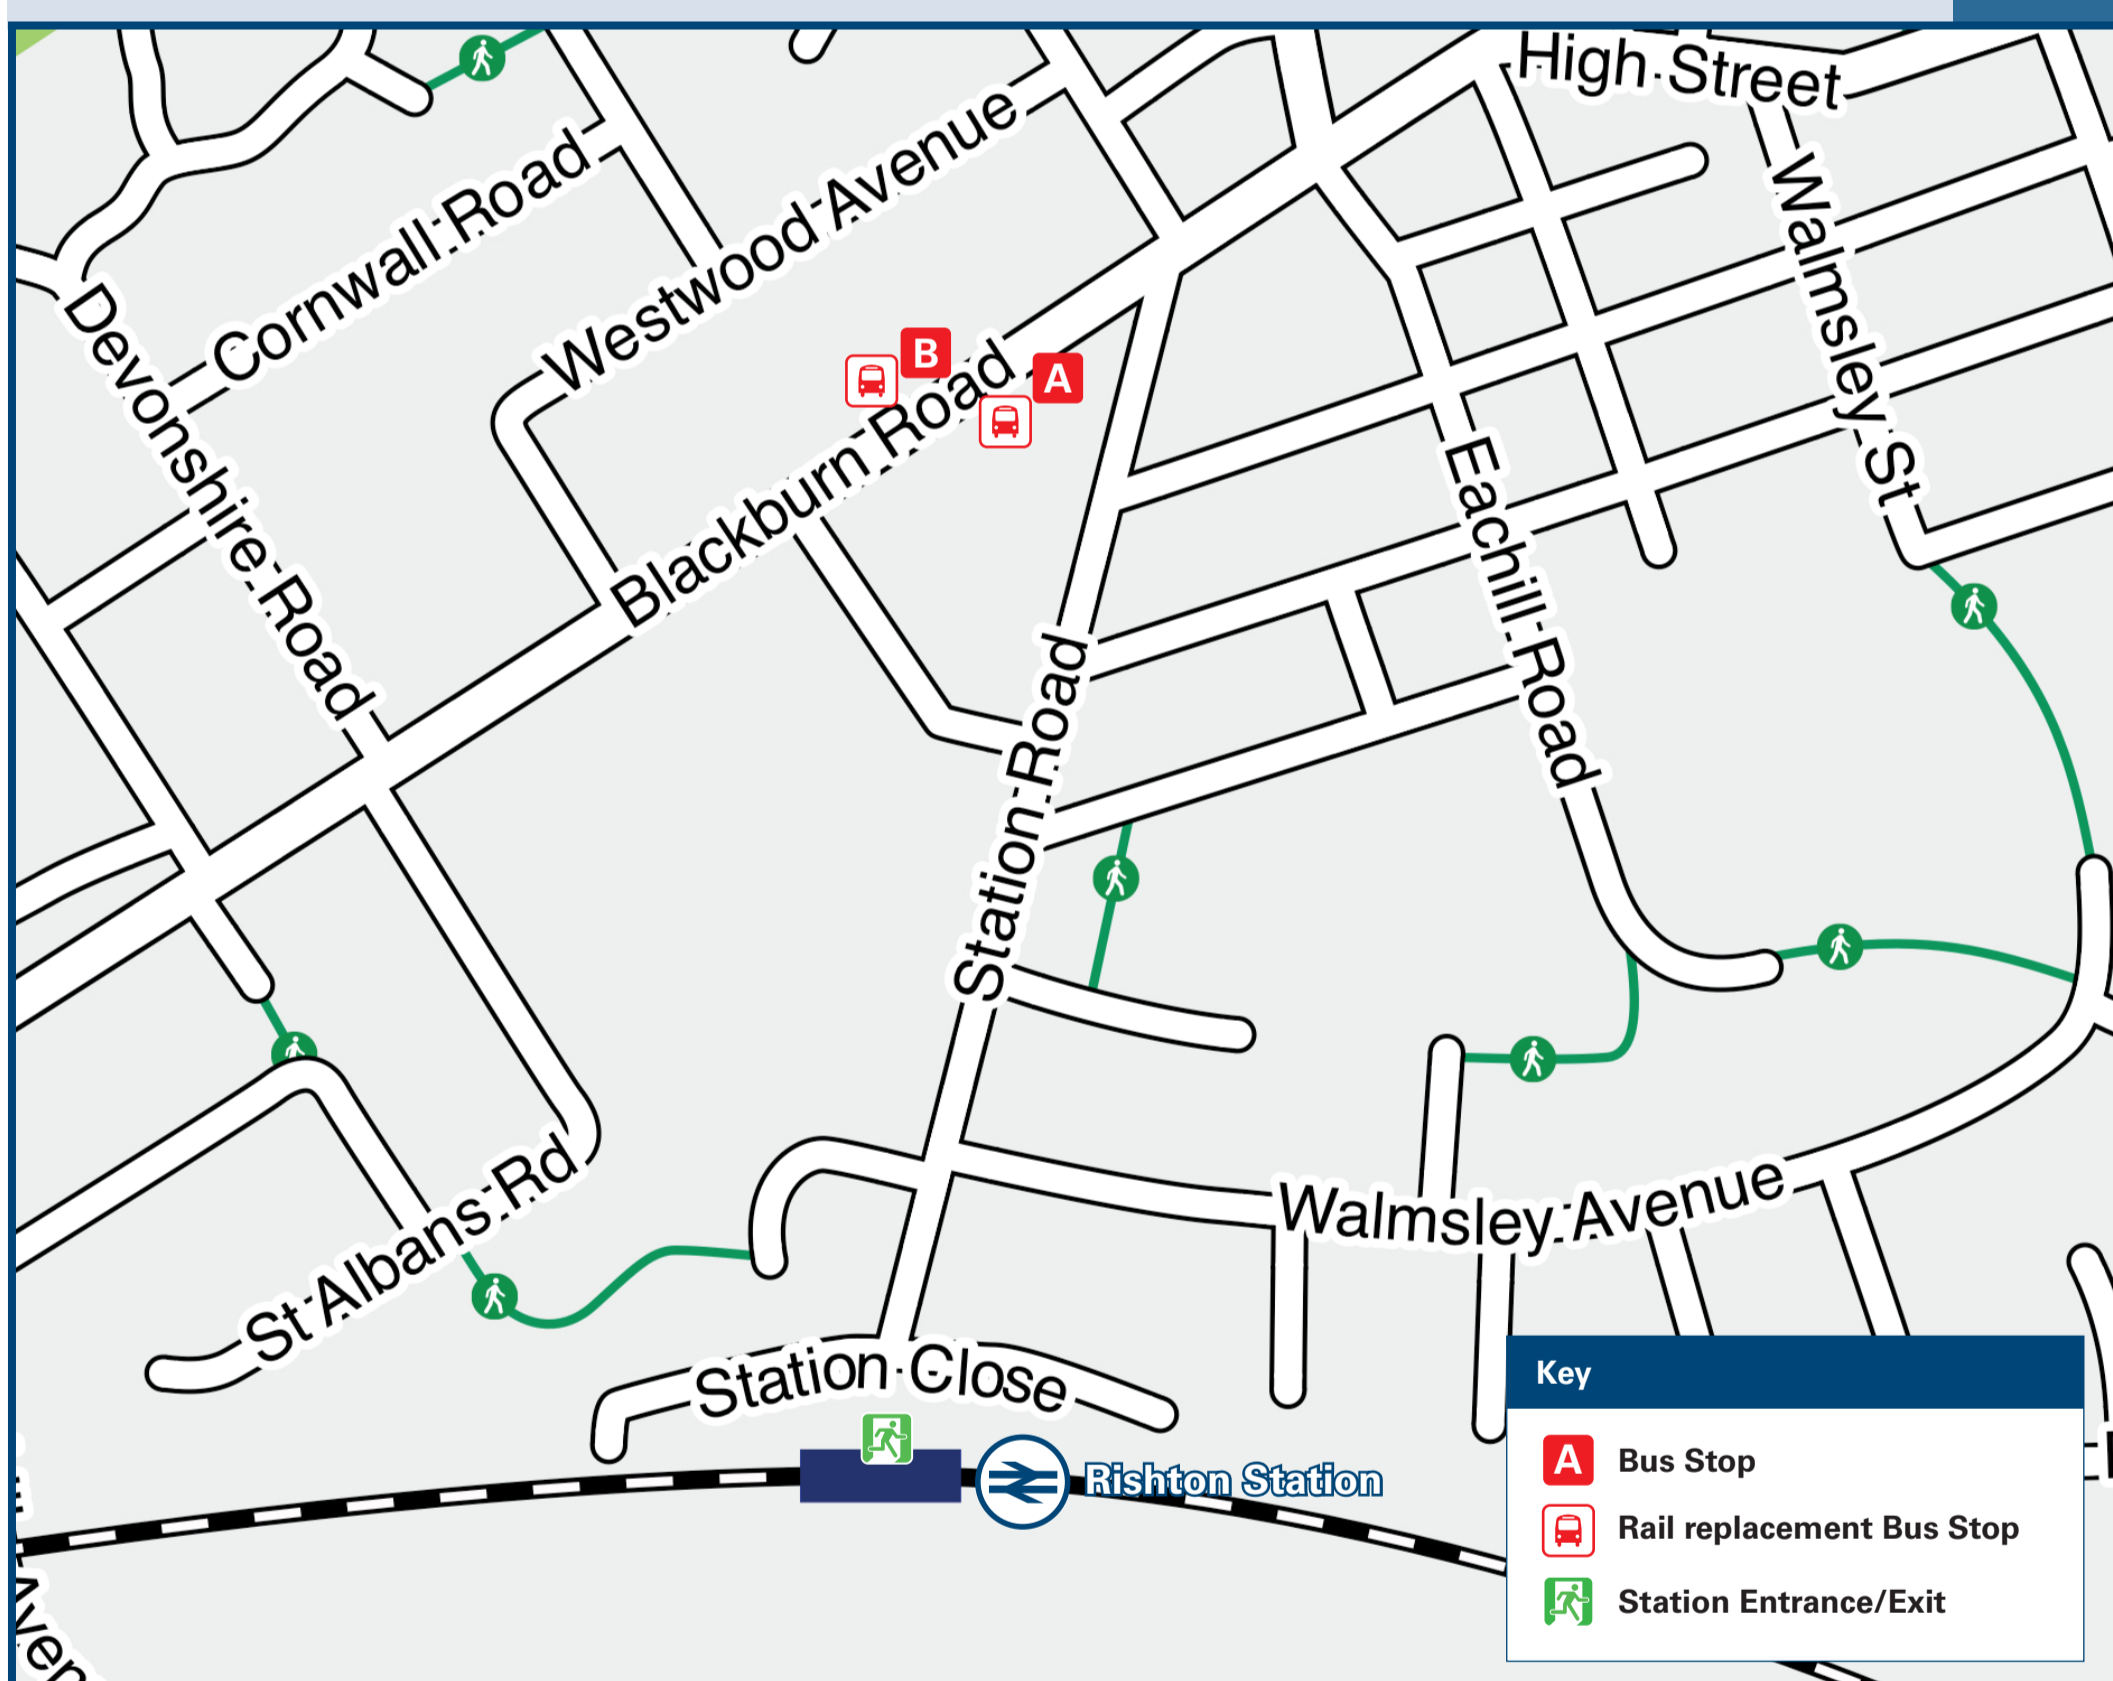 High Street
Cornwall Road
Westwood Avenue
Walmsley St
Devonshire Road
B
A
Blackburn Road
Eachill Road
Station Road
St Albans Rd
Walmsley Avenue
Station Close
Rishton Station
Key
A Bus Stop
Rail replacement Bus Stop
Station Entrance/Exit